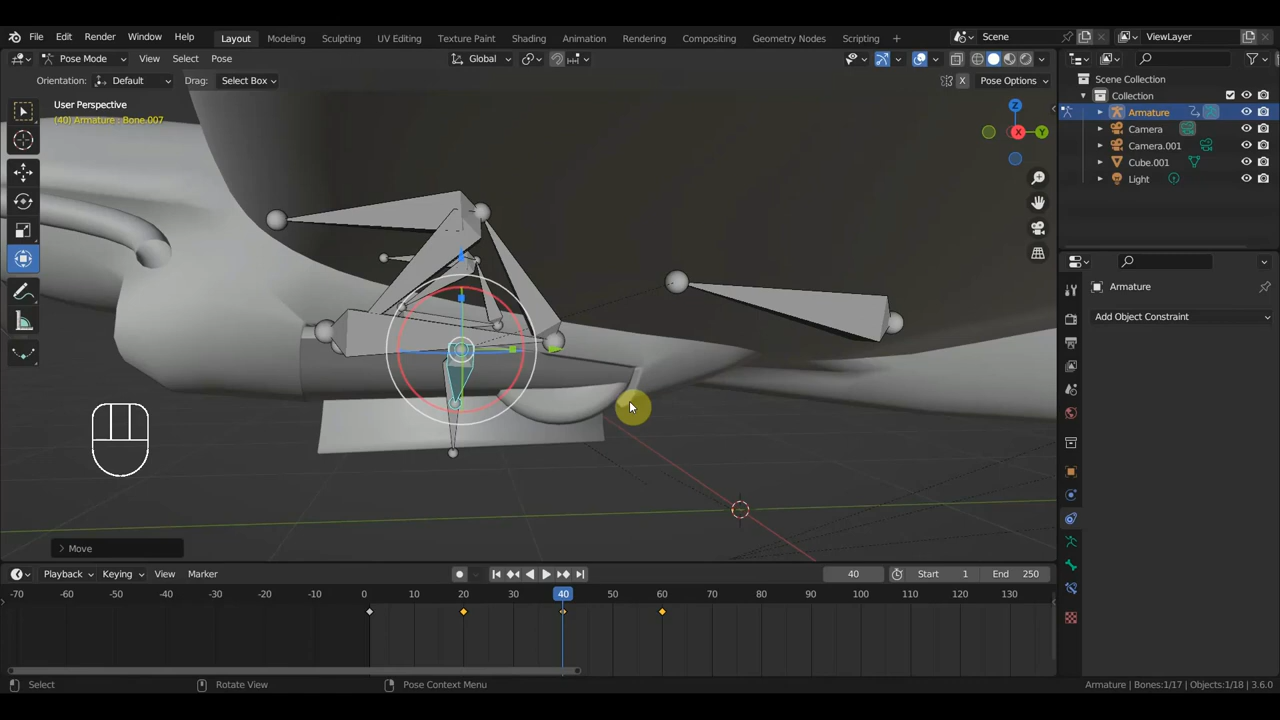 File Edit Render Window Help Layout Modeling Sculpting UV Editing Texture Paint Shading Animation Rendering Compositing Geometry Nodes Scripting + Scene ViewLayer
Pose Mode View Select Pose Global
Orientation: Default Drag: Select Box X Pose Options
User Perspective
(40) Armature : Bone.007
Z
X
Y
Scene Collection
Collection
Armature
Camera
Camera.001
Cube.001
Light
Armature
Add Object Constraint
Move
Playback Keying View Marker 40 Start 1 End 250
-70 -60 -50 -40 -30 -20 -10 0 10 20 30 40 50 60 70 80 90 100 110 120 130
Select Rotate View Pose Context Menu Armature | Bones:1/17 | Objects:1/18 | 3.6.0